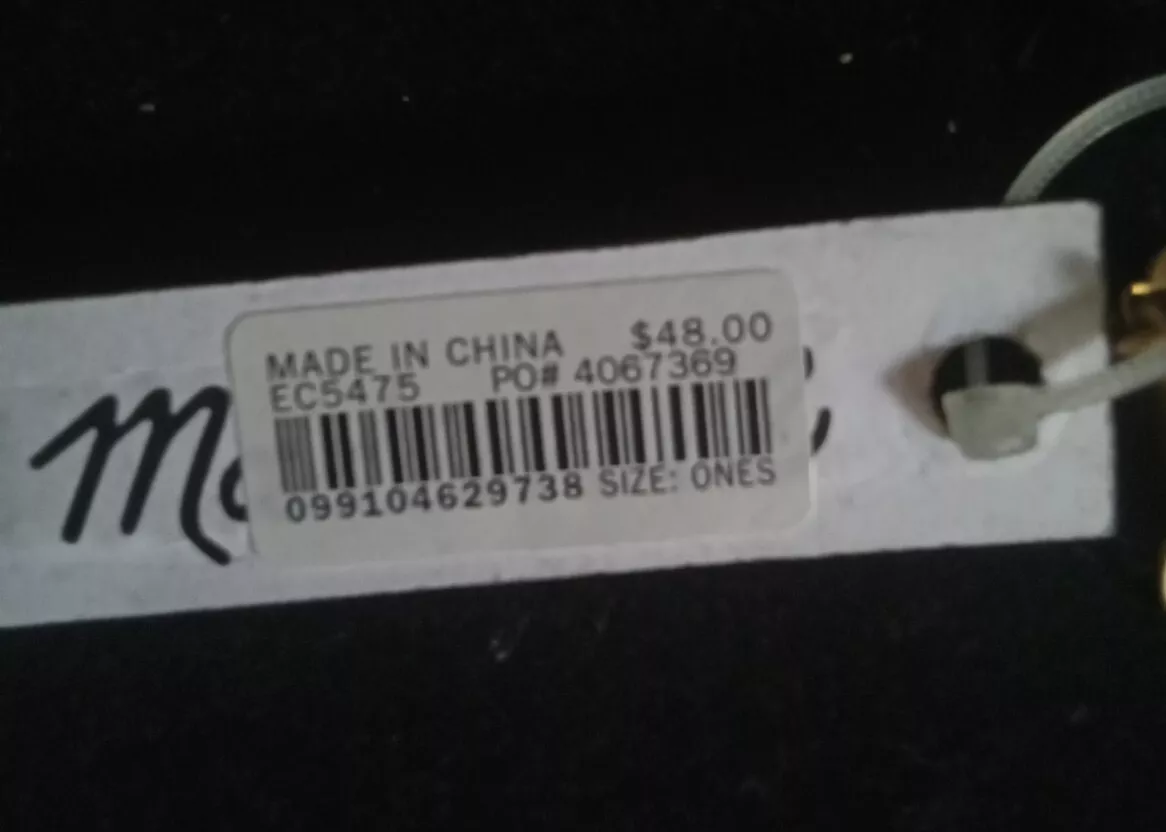 MADE IN CHINA $48.00
EC5475 PO# 4067369
099104629738 SIZE: ONES